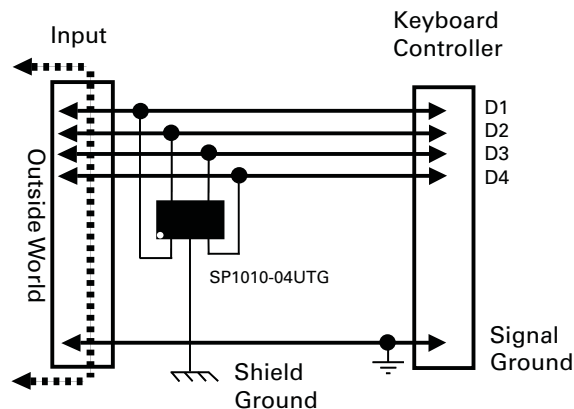 Input
Keyboard
Controller
D1
D2
D3
D4
Outside World
SP1010-04UTG
Shield
Ground
Signal
Ground